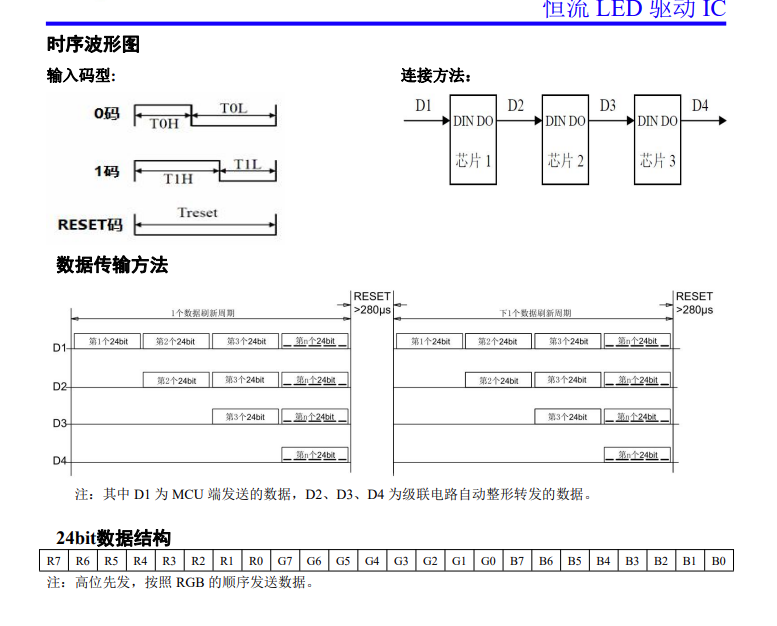 恒流 LED 驱动 IC
时序波形图
输入码型:
连接方法：
0码
T0H
T0L
1码
T1H
T1L
RESET码
Treset
D1
D2
D3
D4
DIN DO
DIN DO
DIN DO
芯片 1
芯片 2
芯片 3
数据传输方法
1个数据刷新周期
RESET
>280μs
下1个数据刷新周期
RESET
>280μs
D1
第1个24bit
第2个24bit
第3个24bit
第n个24bit
第1个24bit
第2个24bit
第3个24bit
第n个24bit
D2
第2个24bit
第3个24bit
第n个24bit
第2个24bit
第3个24bit
第n个24bit
D3
第3个24bit
第n个24bit
第3个24bit
第n个24bit
D4
第n个24bit
第n个24bit
注：其中 D1 为 MCU 端发送的数据，D2、D3、D4 为级联电路自动整形转发的数据。
24bit数据结构
R7 R6 R5 R4 R3 R2 R1 R0 G7 G6 G5 G4 G3 G2 G1 G0 B7 B6 B5 B4 B3 B2 B1 B0
注：高位先发，按照 RGB 的顺序发送数据。